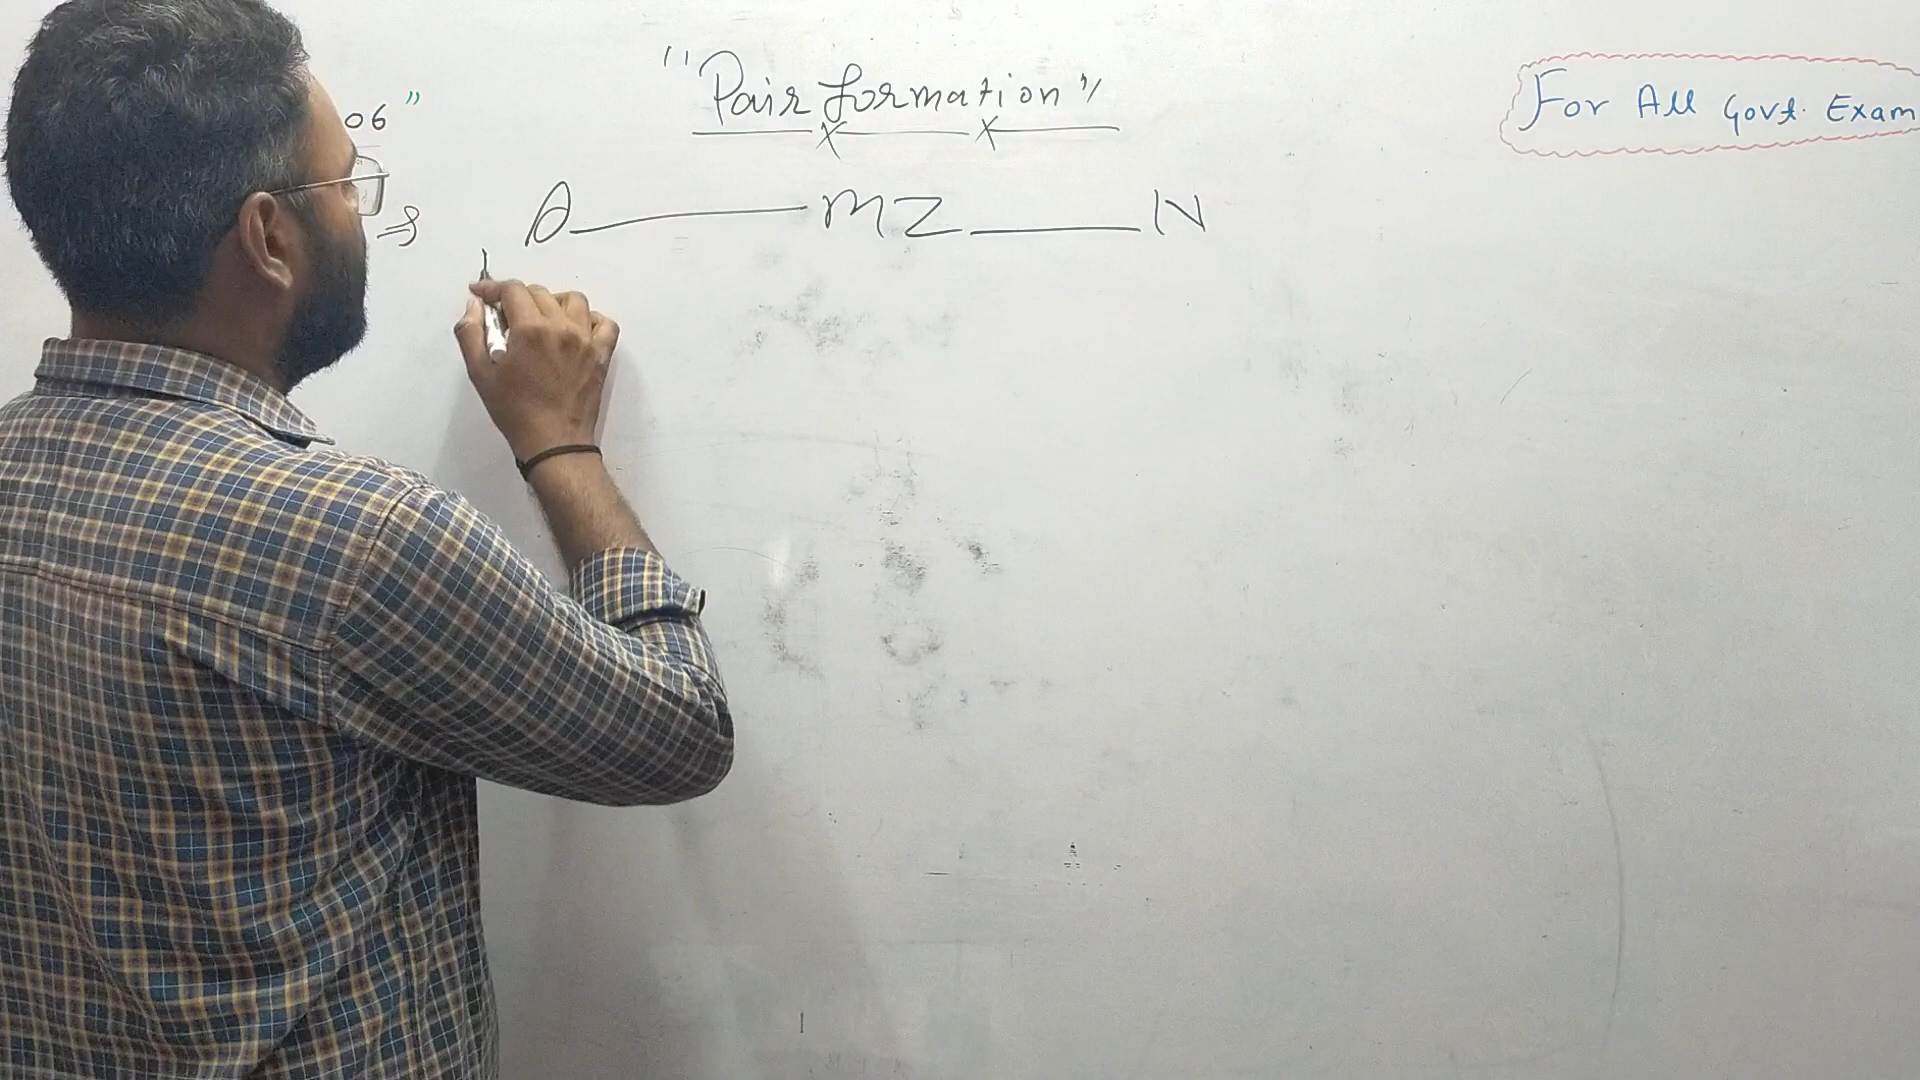 "Pair formation"
For All Govt. Exam
06"
⇒ A——MZ——N